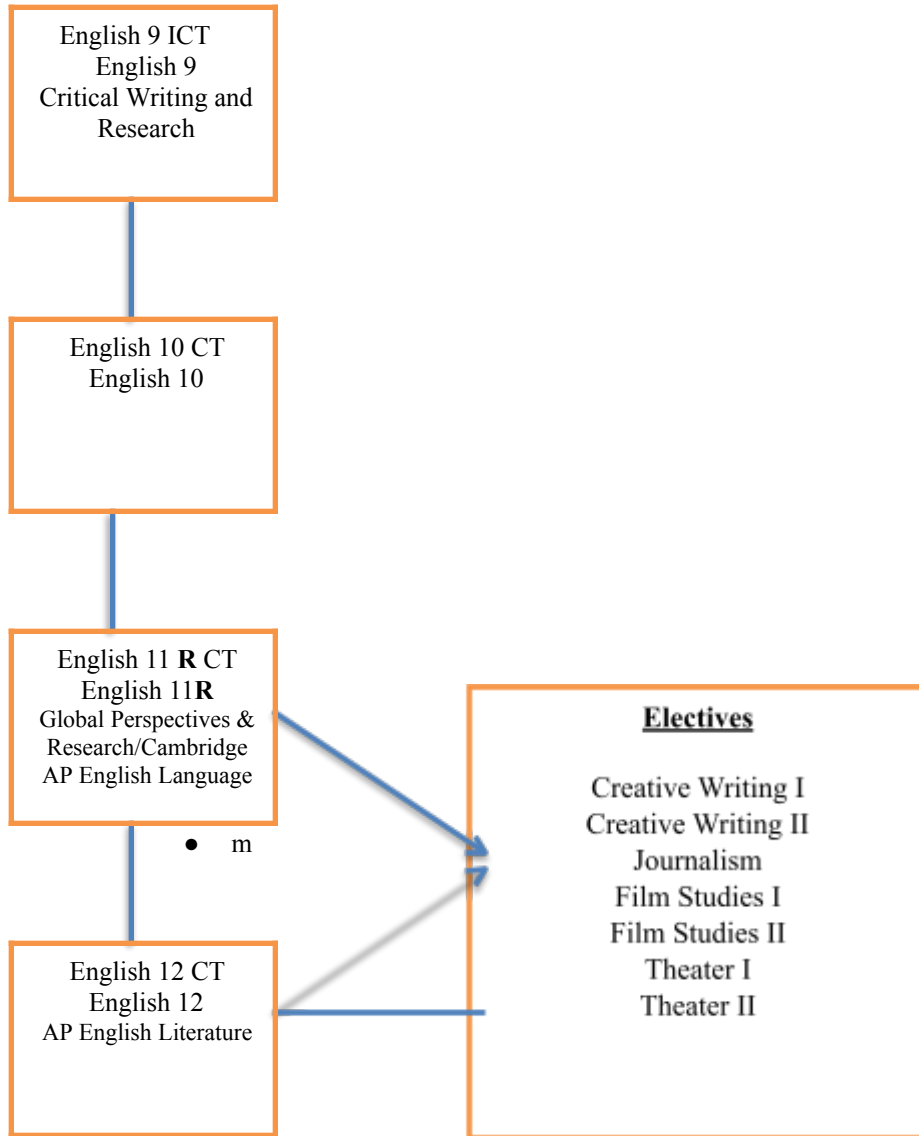 English 9 ICT
English 9
Critical Writing and
Research
English 10 CT
English 10
English 11 R CT
English 11R
Global Perspectives &
Research/Cambridge
AP English Language
● m
English 12 CT
English 12
AP English Literature
Electives
Creative Writing I
Creative Writing II
Journalism
Film Studies I
Film Studies II
Theater I
Theater II